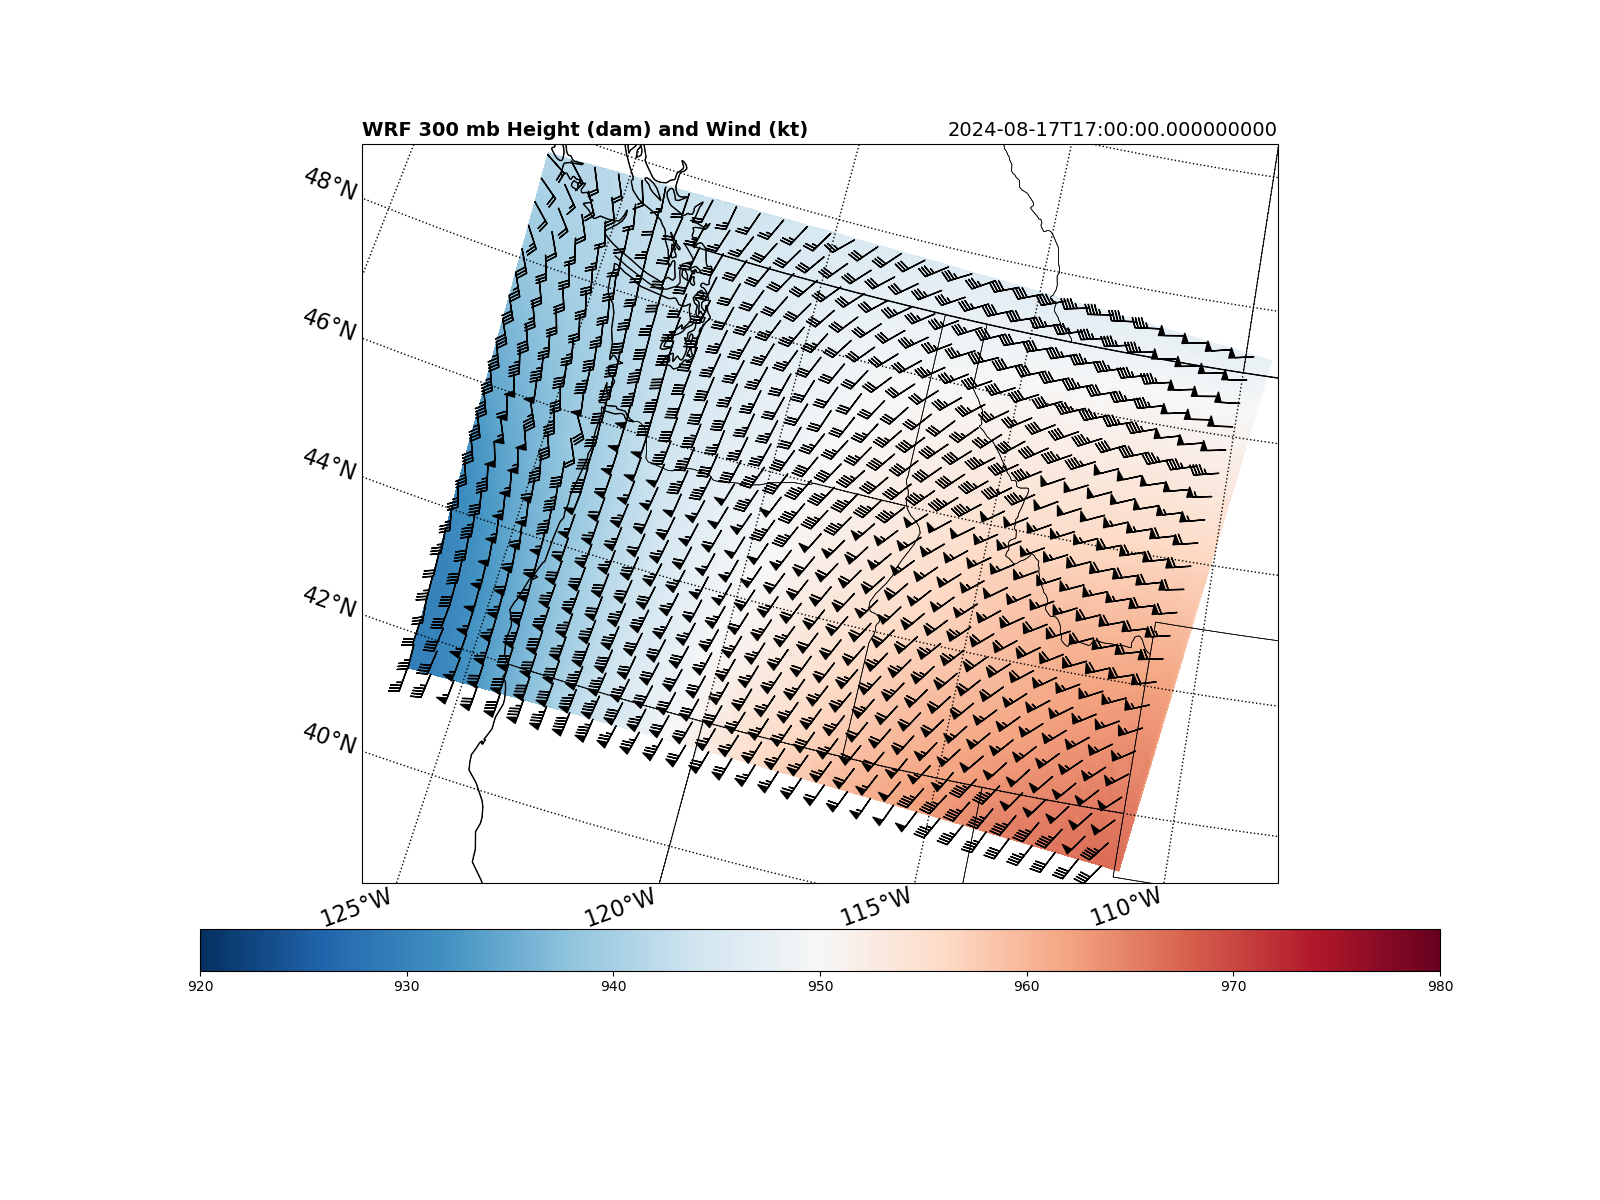 WRF 300 mb Height (dam) and Wind (kt)
2024-08-17T17:00:00.000000000
48°N
46°N
44°N
42°N
40°N
125°W
120°W
115°W
110°W
920
930
940
950
960
970
980